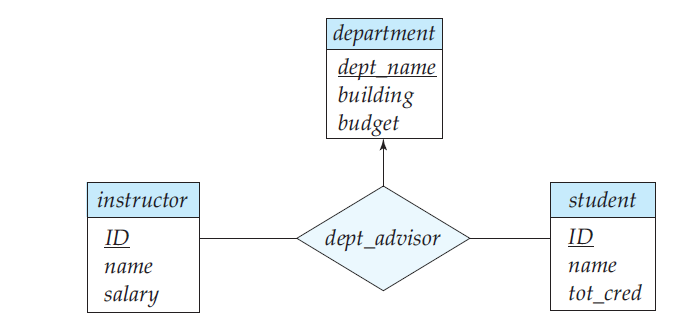 department
dept_name
building
budget
instructor
ID
name
salary
dept_advisor
student
ID
name
tot_cred